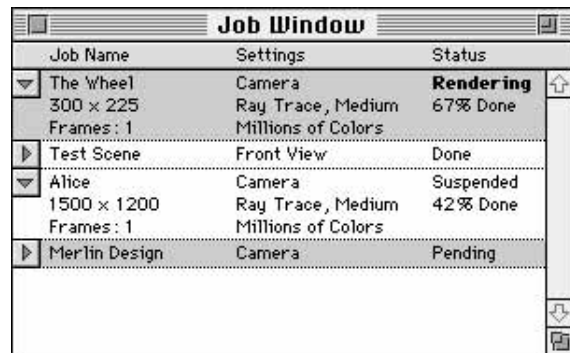 Job Window
Job Name Settings Status
The Wheel Camera Rendering
300 × 225 Ray Trace, Medium 67% Done
Frames: 1 Millions of Colors
Test Scene Front View Done
Alice Camera Suspended
1500 × 1200 Ray Trace, Medium 42% Done
Frames: 1 Millions of Colors
Merlin Design Camera Pending